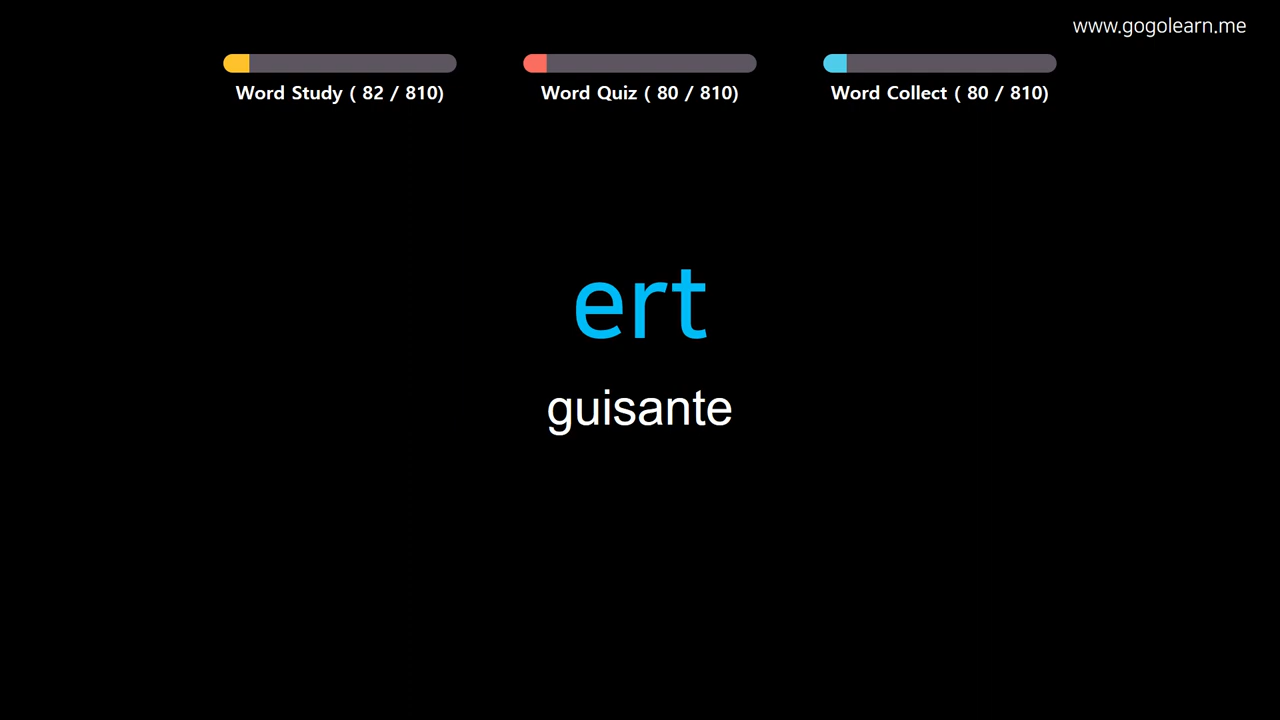 www.gogolearn.me
Word Study ( 82 / 810)
Word Quiz ( 80 / 810)
Word Collect ( 80 / 810)
ert
guisante